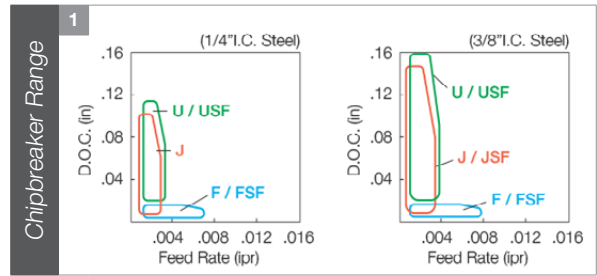 Chipbreaker Range
1
(1/4"I.C. Steel)
.16
.12
.08
.04
D.O.C. (in)
U / USF
J
F / FSF
.004 .008 .012 .016
Feed Rate (ipr)
(3/8"I.C. Steel)
.16
.12
.08
.04
D.O.C. (in)
U / USF
J / JSF
F / FSF
.004 .008 .012 .016
Feed Rate (ipr)